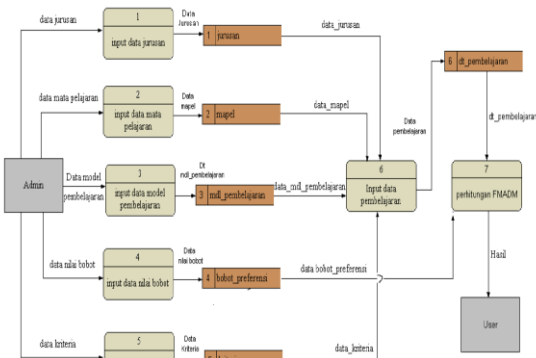 data jurusan
1
input data jurusan
Data
Jurusan
1 jurusan
data_jurusan
data mata pelajaran
2
input data mata
pelajaran
Data
mapel
2 mapel
data_mapel
Admin
Data model
pembelajaran
3
input data model
pembelajaran
Dt
mdl_pembelajaran
3 mdl_pembelajaran
data_mdl_pembelajaran
6
Input data
pembelajaran
Data
pembelajaran
6 dt_pembelajaran
dt_pembelajaran
7
perhitungan FMADM
Hasil
User
data nilai bobot
4
input data nilai bobot
Data
nilai bobot
4 bobot_preferensi
data bobot_preferensi
data kriteria
5
Data
Kriteria
data_kriteria